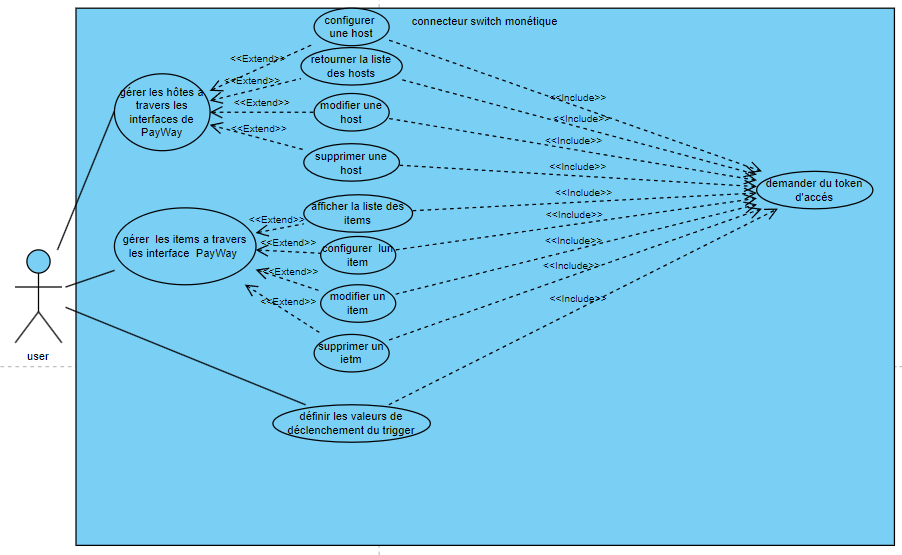 connecteur switch monétique
configurer
une host
<<Extend>>
retourner la liste
des hosts
<<Extend>>
gérer les hôtes a
travers les
interfaces de
PayWay
modifier une
host
<<Extend>>
<<Extend>>
supprimer une
host
<<Include>>
<<Include>>
<<Include>>
<<Include>>
demander du token
d'accés
afficher la liste des
items
<<Extend>>
<<Include>>
gérer  les items a travers
les interface  PayWay
configurer  lun
item
<<Extend>>
<<Include>>
<<Include>>
modifier un
item
<<Extend>>
<<Include>>
<<Extend>>
<<Include>>
supprimer un
ietm
user
définir les valeurs de
déclenchement du trigger